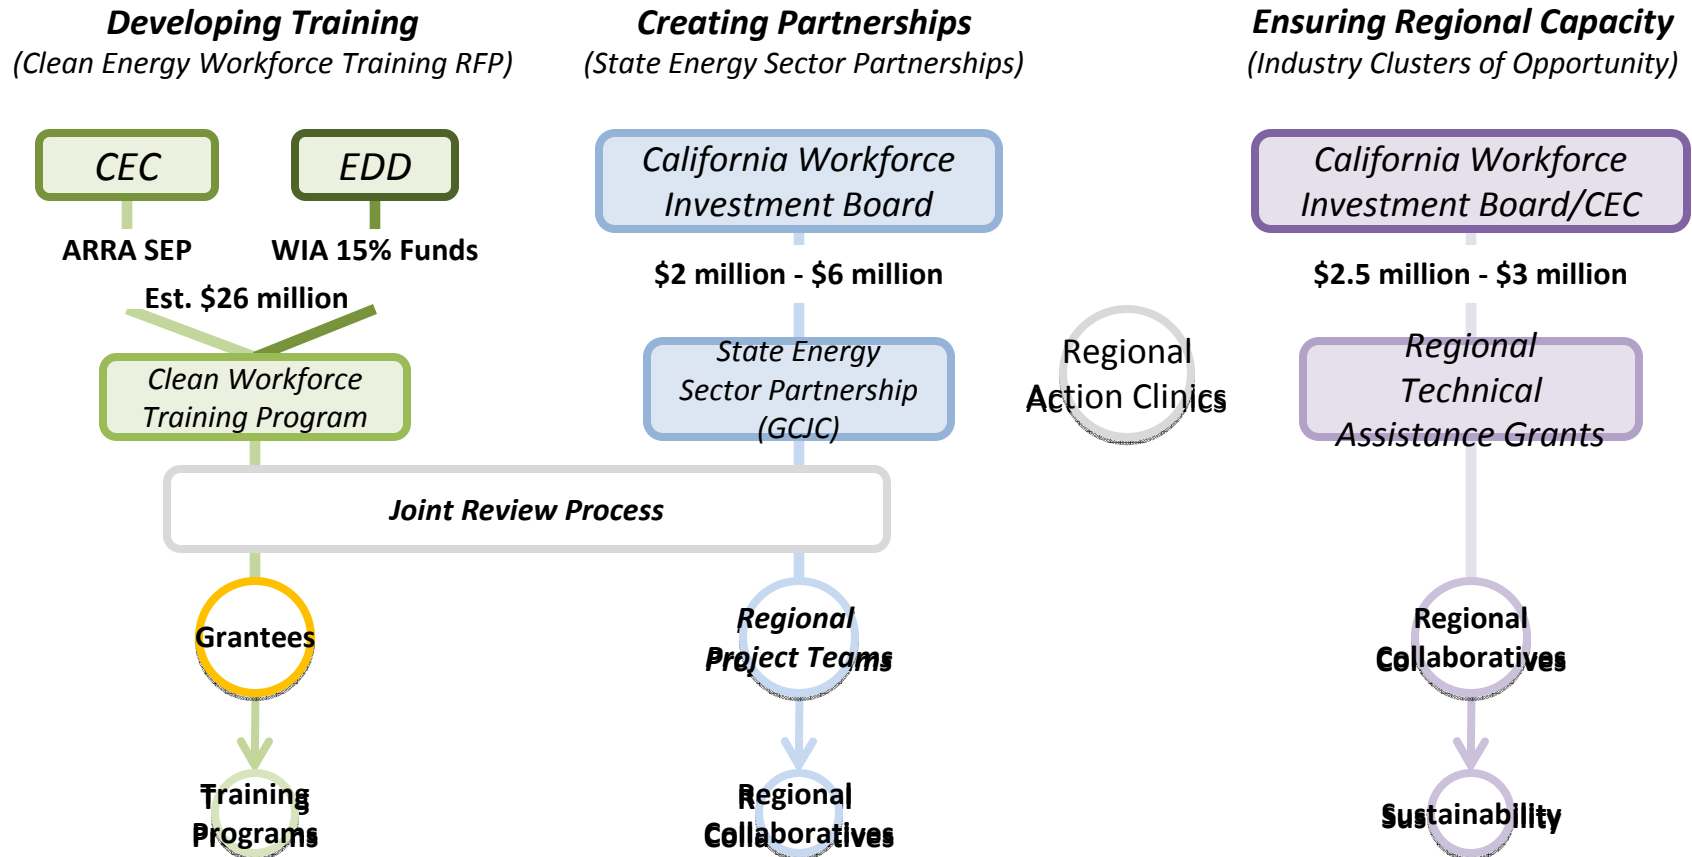 Developing Training
(Clean Energy Workforce Training RFP)
CEC
EDD
ARRA SEP
WIA 15% Funds
Est. $26 million
Clean Workforce
Training Program
Creating Partnerships
(State Energy Sector Partnerships)
California Workforce
Investment Board
$2 million - $6 million
State Energy
Sector Partnership
(GCJC)
Joint Review Process
Grantees
Training
Programs
Regional
Project Teams
Regional
Collaboratives
Regional
Action Clinics
Ensuring Regional Capacity
(Industry Clusters of Opportunity)
California Workforce
Investment Board/CEC
$2.5 million - $3 million
Regional
Technical
Assistance Grants
Regional
Collaboratives
Sustainability